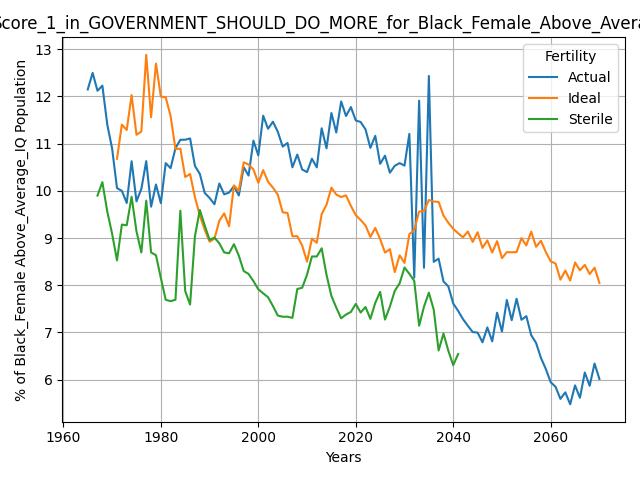 Score_1_in_GOVERNMENT_SHOULD_DO_MORE_for_Black_Female_Above_Avera
Fertility
Actual
Ideal
Sterile
% of Black_Female Above_Average_IQ Population
13
12
11
10
9
8
7
6
1960 1980 2000 2020 2040 2060
Years